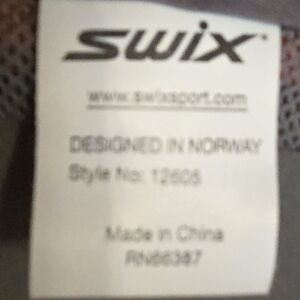 SWIX
www.swixsport.com
DESIGNED IN NORWAY
Style No: 12605
Made in China
RN66387